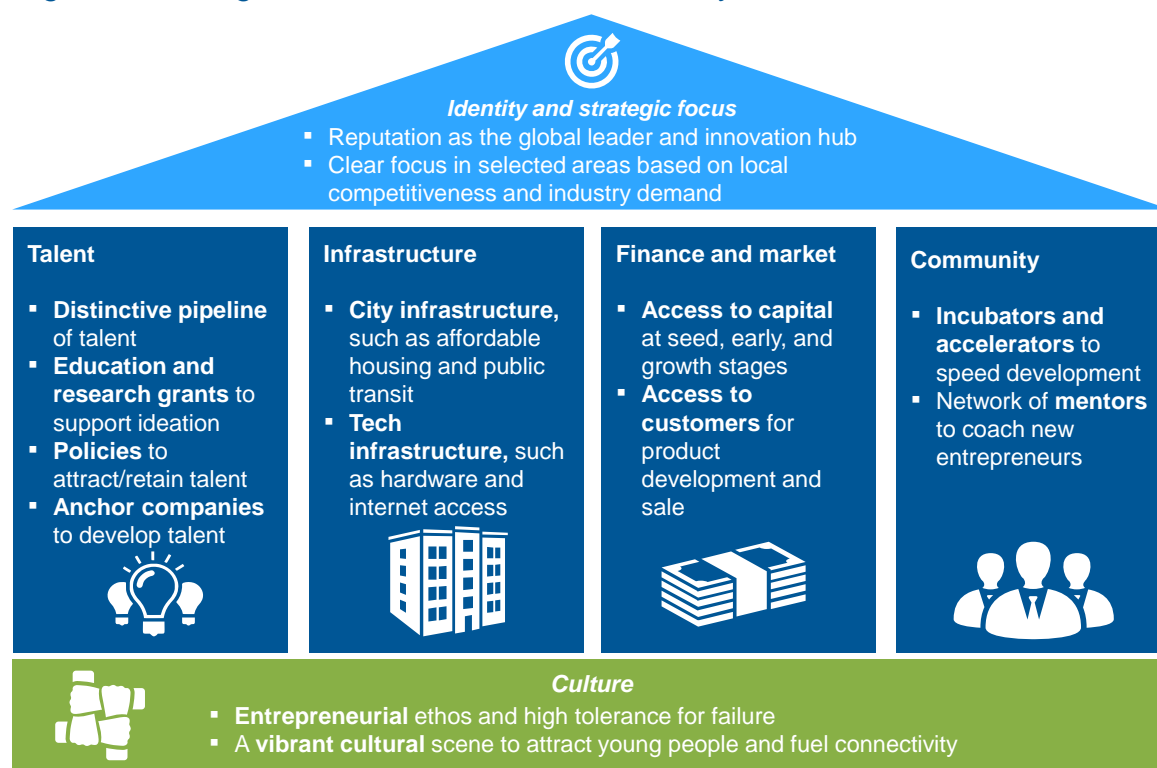 Identity and strategic focus
▪ Reputation as the global leader and innovation hub
▪ Clear focus in selected areas based on local
competitiveness and industry demand
Talent
▪ Distinctive pipeline
of talent
▪ Education and
research grants to
support ideation
▪ Policies to
attract/retain talent
▪ Anchor companies
to develop talent
Infrastructure
▪ City infrastructure,
such as affordable
housing and public
transit
▪ Tech
infrastructure, such
as hardware and
internet access
Finance and market
▪ Access to capital
at seed, early, and
growth stages
▪ Access to
customers for
product
development and
sale
Community
▪ Incubators and
accelerators to
speed development
▪ Network of mentors
to coach new
entrepreneurs
Culture
▪ Entrepreneurial ethos and high tolerance for failure
▪ A vibrant cultural scene to attract young people and fuel connectivity